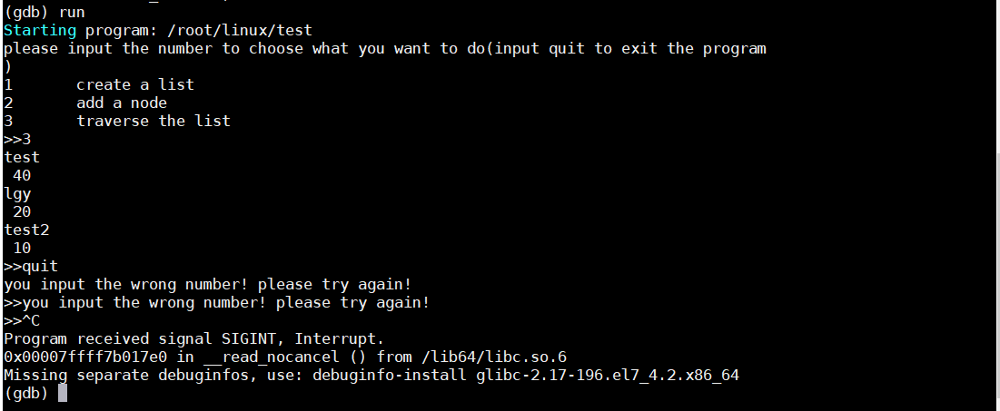 (gdb) run
Starting program: /root/linux/test
please input the number to choose what you want to do(input quit to exit the program
)
1       create a list
2       add a node
3       traverse the list
>>3
test
 40
lgy
 20
test2
 10
>>quit
you input the wrong number! please try again!
>>you input the wrong number! please try again!
>>^C
Program received signal SIGINT, Interrupt.
0x00007ffff7b017e0 in __read_nocancel () from /lib64/libc.so.6
Missing separate debuginfos, use: debuginfo-install glibc-2.17-196.el7_4.2.x86_64
(gdb)